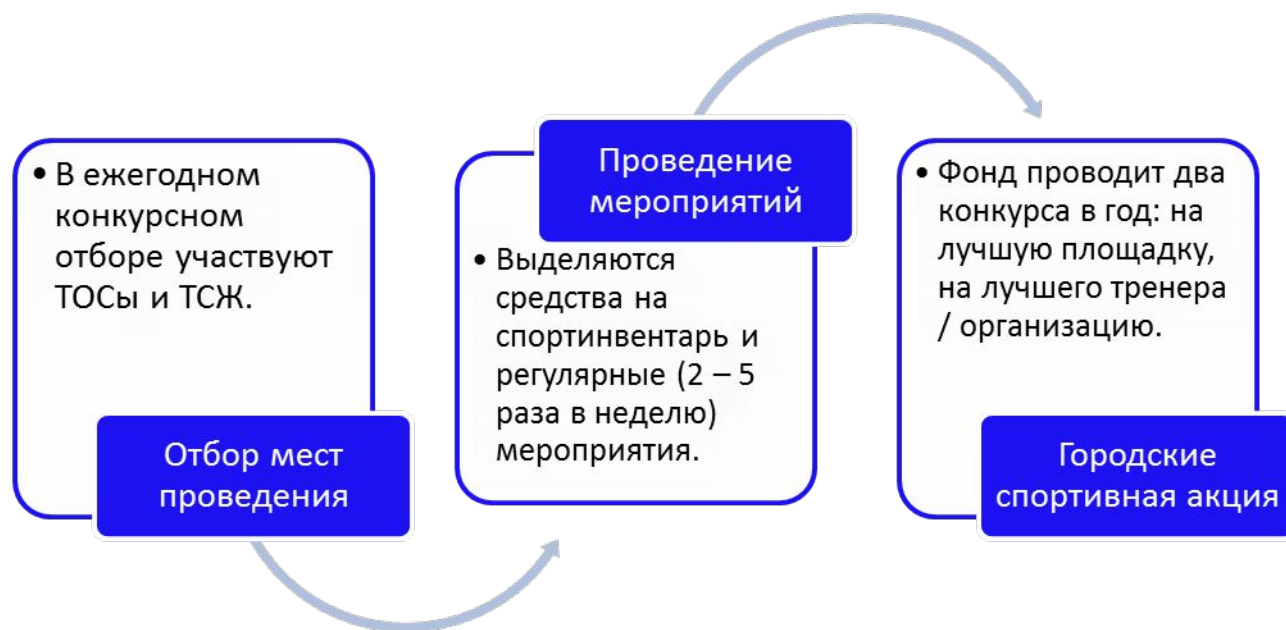 • В ежегодном
конкурсном
отборе участвуют
ТОСы и ТСЖ.
Отбор мест
проведения
Проведение
мероприятий
• Выделяются
средства на
спортинвентарь и
регулярные (2 – 5
раза в неделю)
мероприятия.
• Фонд проводит два
конкурса в год: на
лучшую площадку,
на лучшего тренера
/ организацию.
Городские
спортивная акция